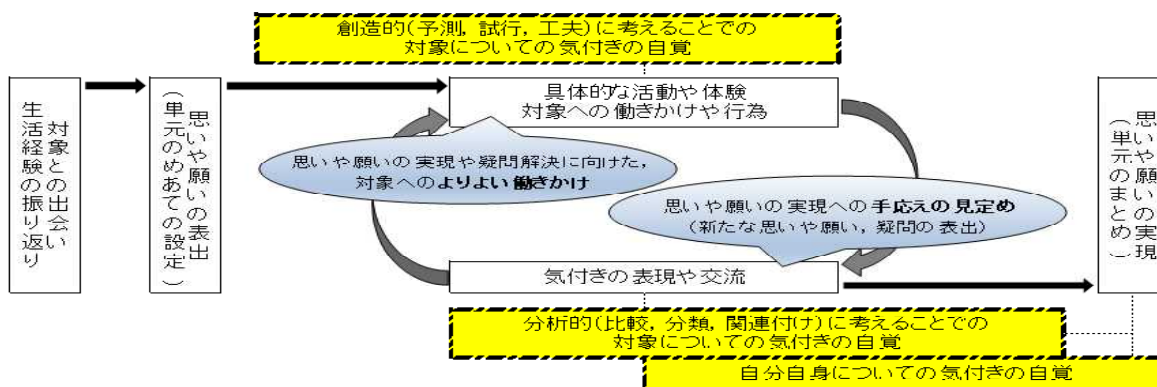 創造的(予測,試行,工夫)に考えることでの
対象についての気付きの自覚
対象との出会い
生活経験の振り返り
思いや願いの表出
(単元のめあての設定)
具体的な活動や体験
対象への働きかけや行為
思いや願いの実現や疑問解決に向けた,
対象へのよりよい働きかけ
思いや願いの実現への手応えの見定め
(新たな思いや願い,疑問の表出)
気付きの表現や交流
思いや願いの実現
(単元のまとめ)
分析的(比較,分類,関連付け)に考えることでの
対象についての気付きの自覚
自分自身についての気付きの自覚